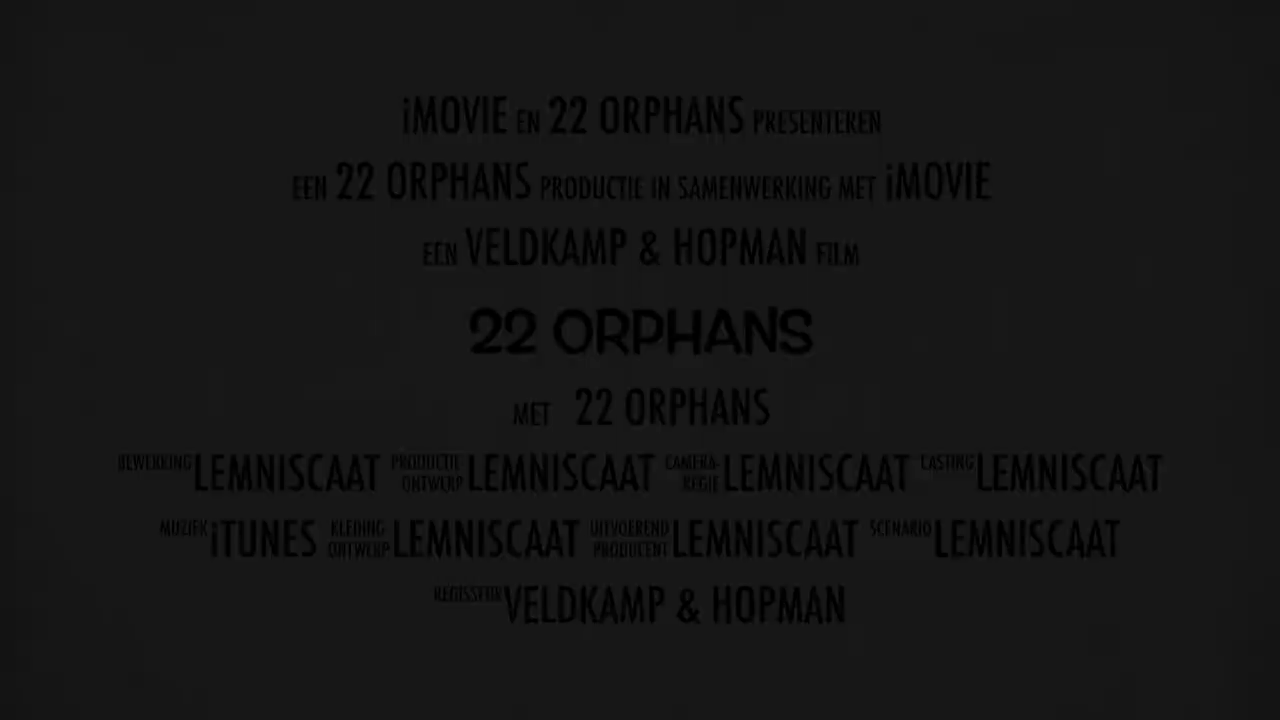 iMOVIE EN 22 ORPHANS PRESENTEREN
EEN 22 ORPHANS PRODUCTIE IN SAMENWERKING MET iMOVIE
EEN VELDKAMP & HOPMAN FILM
22 ORPHANS
MET 22 ORPHANS
BEWERKING LEMNISCAAT PRODUCTIE ONTWERP LEMNISCAAT CAMERA- REGIE LEMNISCAAT CASTING LEMNISCAAT
MUZIEK iTUNES KLEDING ONTWERP LEMNISCAAT UITVOEREND PRODUCENT LEMNISCAAT SCENARIO LEMNISCAAT
REGISSEUR VELDKAMP & HOPMAN